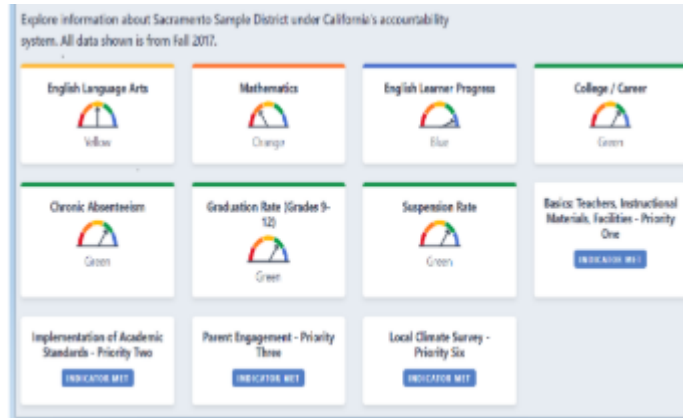 Explore information about Sacramento Sample District under California's accountability
system. All data shown is from Fall 2017.
English Language Arts
Yellow
Mathematics
Orange
English Learner Progress
Blue
College / Career
Green
Chronic Absenteeism
Green
Graduation Rate (Grades 9-
12)
Green
Suspension Rate
Green
Basics: Teachers, Instructional
Materials, Facilities - Priority
One
INDICATOR MET
Implementation of Academic
Standards - Priority Two
INDICATOR MET
Parent Engagement - Priority
Three
INDICATOR MET
Local Climate Survey -
Priority Six
INDICATOR MET